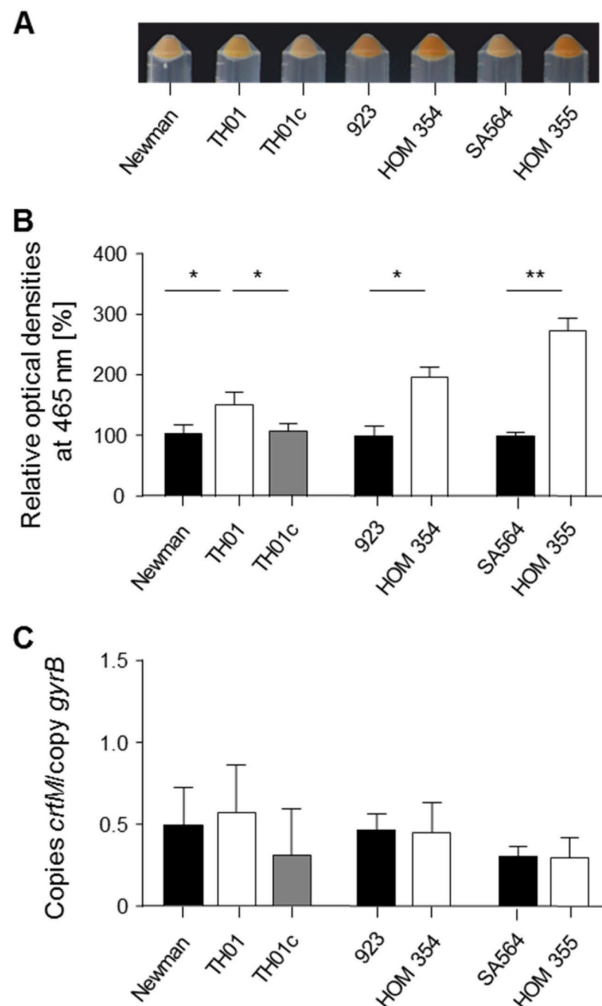 A
Newman
TH01
TH01c
923
HOM 354
SA564
HOM 355
B
Relative optical densities
at 465 nm [%]
400
300
200
100
0
*
*
*
**
Newman
TH01
TH01c
923
HOM 354
SA564
HOM 355
C
Copies crtM/copy gyrB
1.5
1.0
0.5
0
Newman
TH01
TH01c
923
HOM 354
SA564
HOM 355